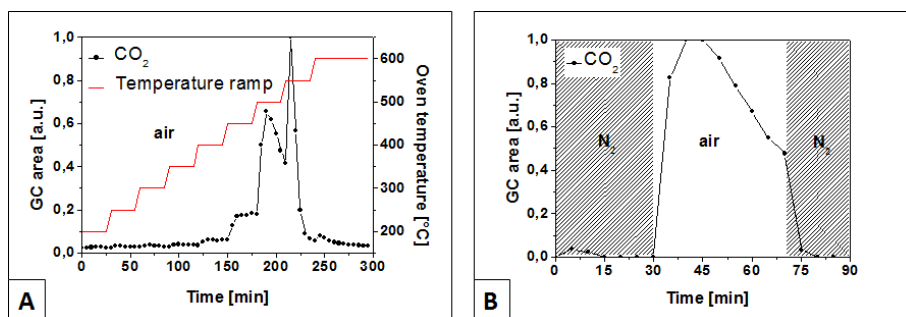 1,0
0,8
0,6
0,4
0,2
0,0
GC area [a.u.]
CO2
Temperature ramp
air
600
500
400
300
200
Oven temperature [°C]
0 50 100 150 200 250 300
Time [min]
A
1,0
0,8
0,6
0,4
0,2
0,0
GC area [a.u.]
CO2
N2
air
N2
0 15 30 45 60 75 90
Time [min]
B